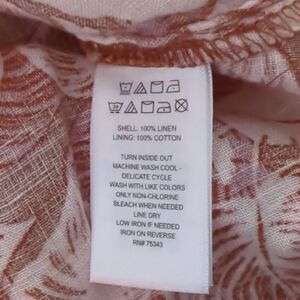 SHELL: 100% LINEN
LINING: 100% COTTON
TURN INSIDE OUT
MACHINE WASH COOL -
DELICATE CYCLE
WASH WITH LIKE COLORS
ONLY NON-CHLORINE
BLEACH WHEN NEEDED
LINE DRY
LOW IRON IF NEEDED
IRON ON REVERSE
RN# 75343